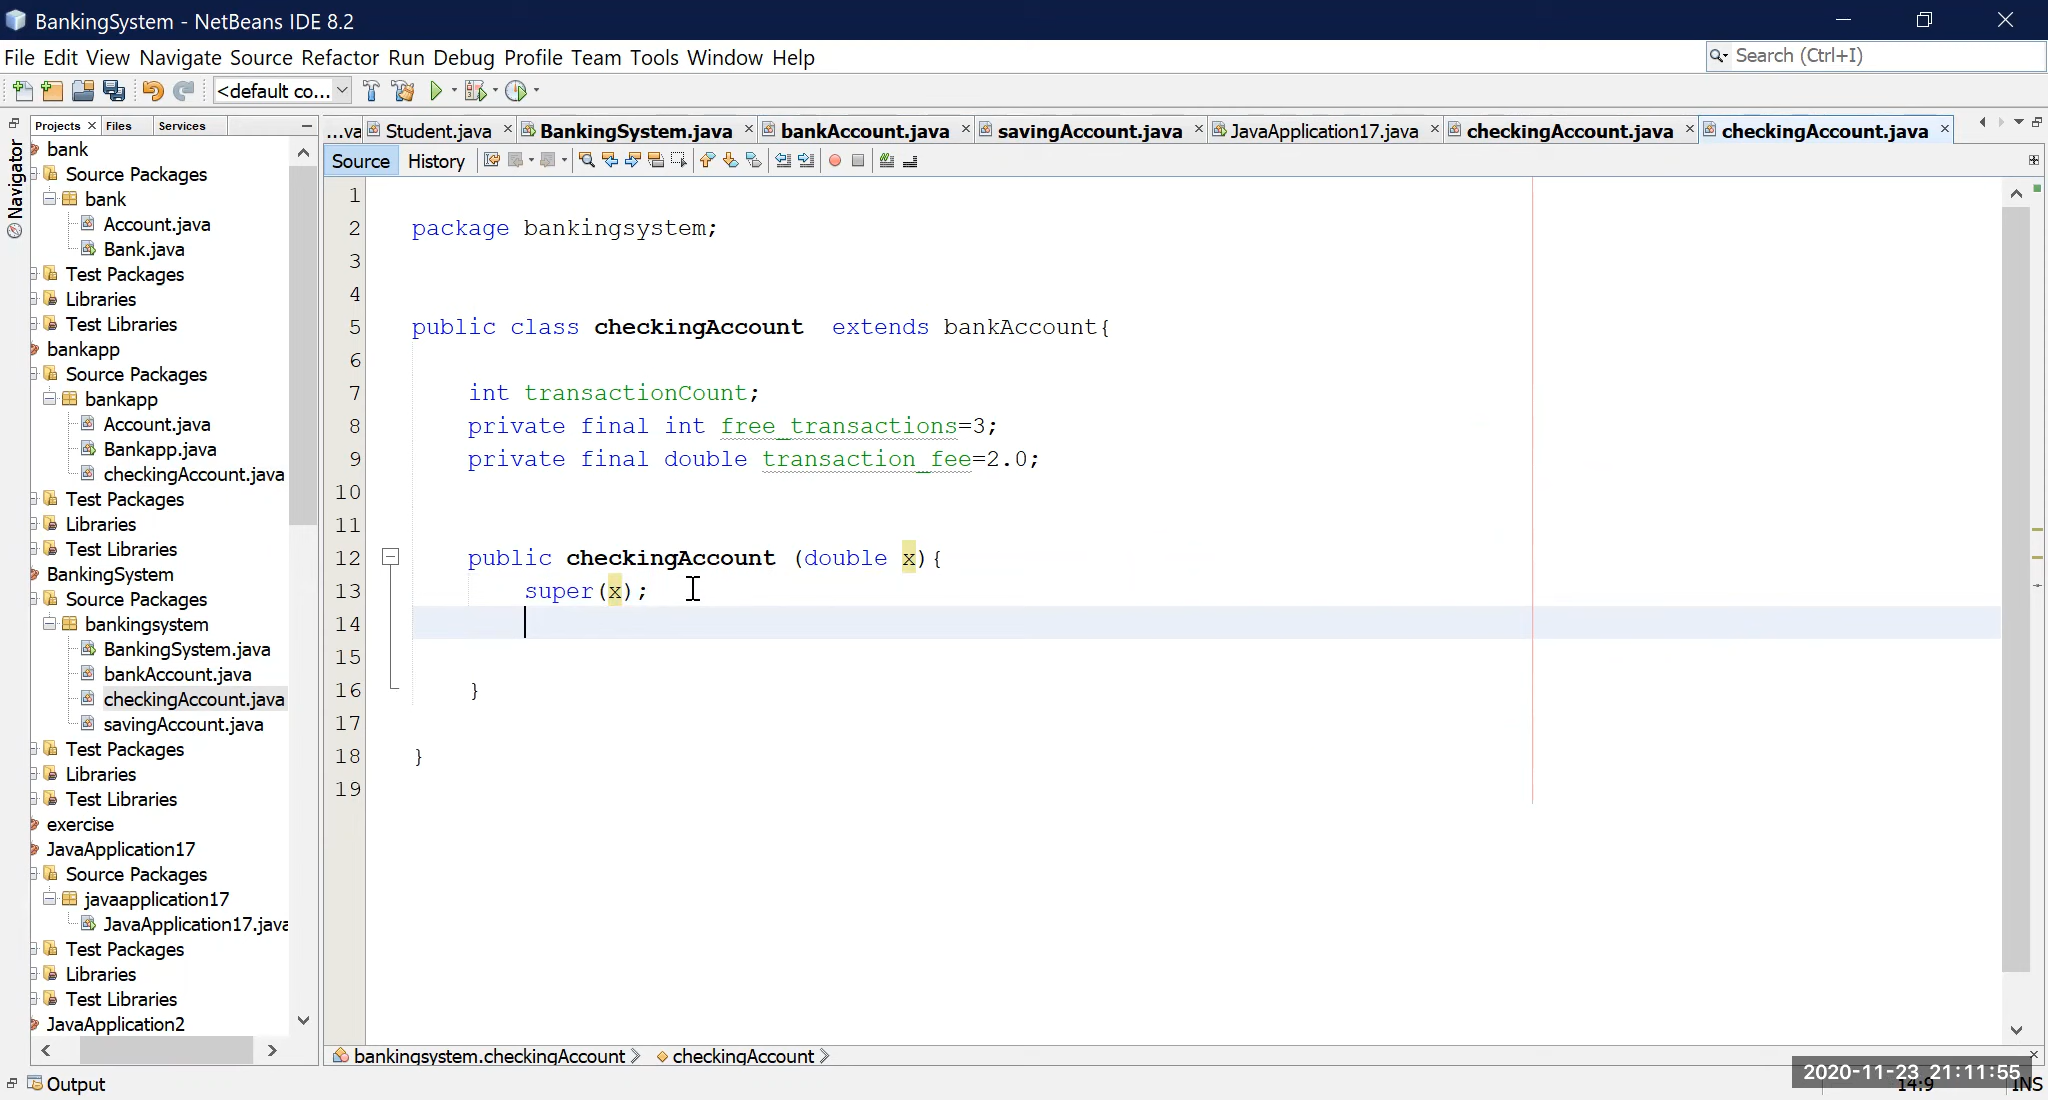 BankingSystem - NetBeans IDE 8.2
File Edit View Navigate Source Refactor Run Debug Profile Team Tools Window Help
Search (Ctrl+I)
<default co...
Projects Files Services
...va Student.java BankingSystem.java bankAccount.java savingAccount.java JavaApplication17.java checkingAccount.java checkingAccount.java
Source History
Navigator
bank
Source Packages
bank
Account.java
Bank.java
Test Packages
Libraries
Test Libraries
bankapp
Source Packages
bankapp
Account.java
Bankapp.java
checkingAccount.java
Test Packages
Libraries
Test Libraries
BankingSystem
Source Packages
bankingsystem
BankingSystem.java
bankAccount.java
checkingAccount.java
savingAccount.java
Test Packages
Libraries
Test Libraries
exercise
JavaApplication17
Source Packages
javaapplication17
JavaApplication17.java
Test Packages
Libraries
Test Libraries
JavaApplication2
1
2 package bankingsystem;
3
4
5 public class checkingAccount extends bankAccount{
6
7 int transactionCount;
8 private final int free_transactions=3;
9 private final double transaction_fee=2.0;
10
11
12 public checkingAccount (double x){
13 super(x);
14
15
16 }
17
18 }
19
bankingsystem.checkingAccount checkingAccount
Output
2020-11-23 21:11:55
14:9 INS